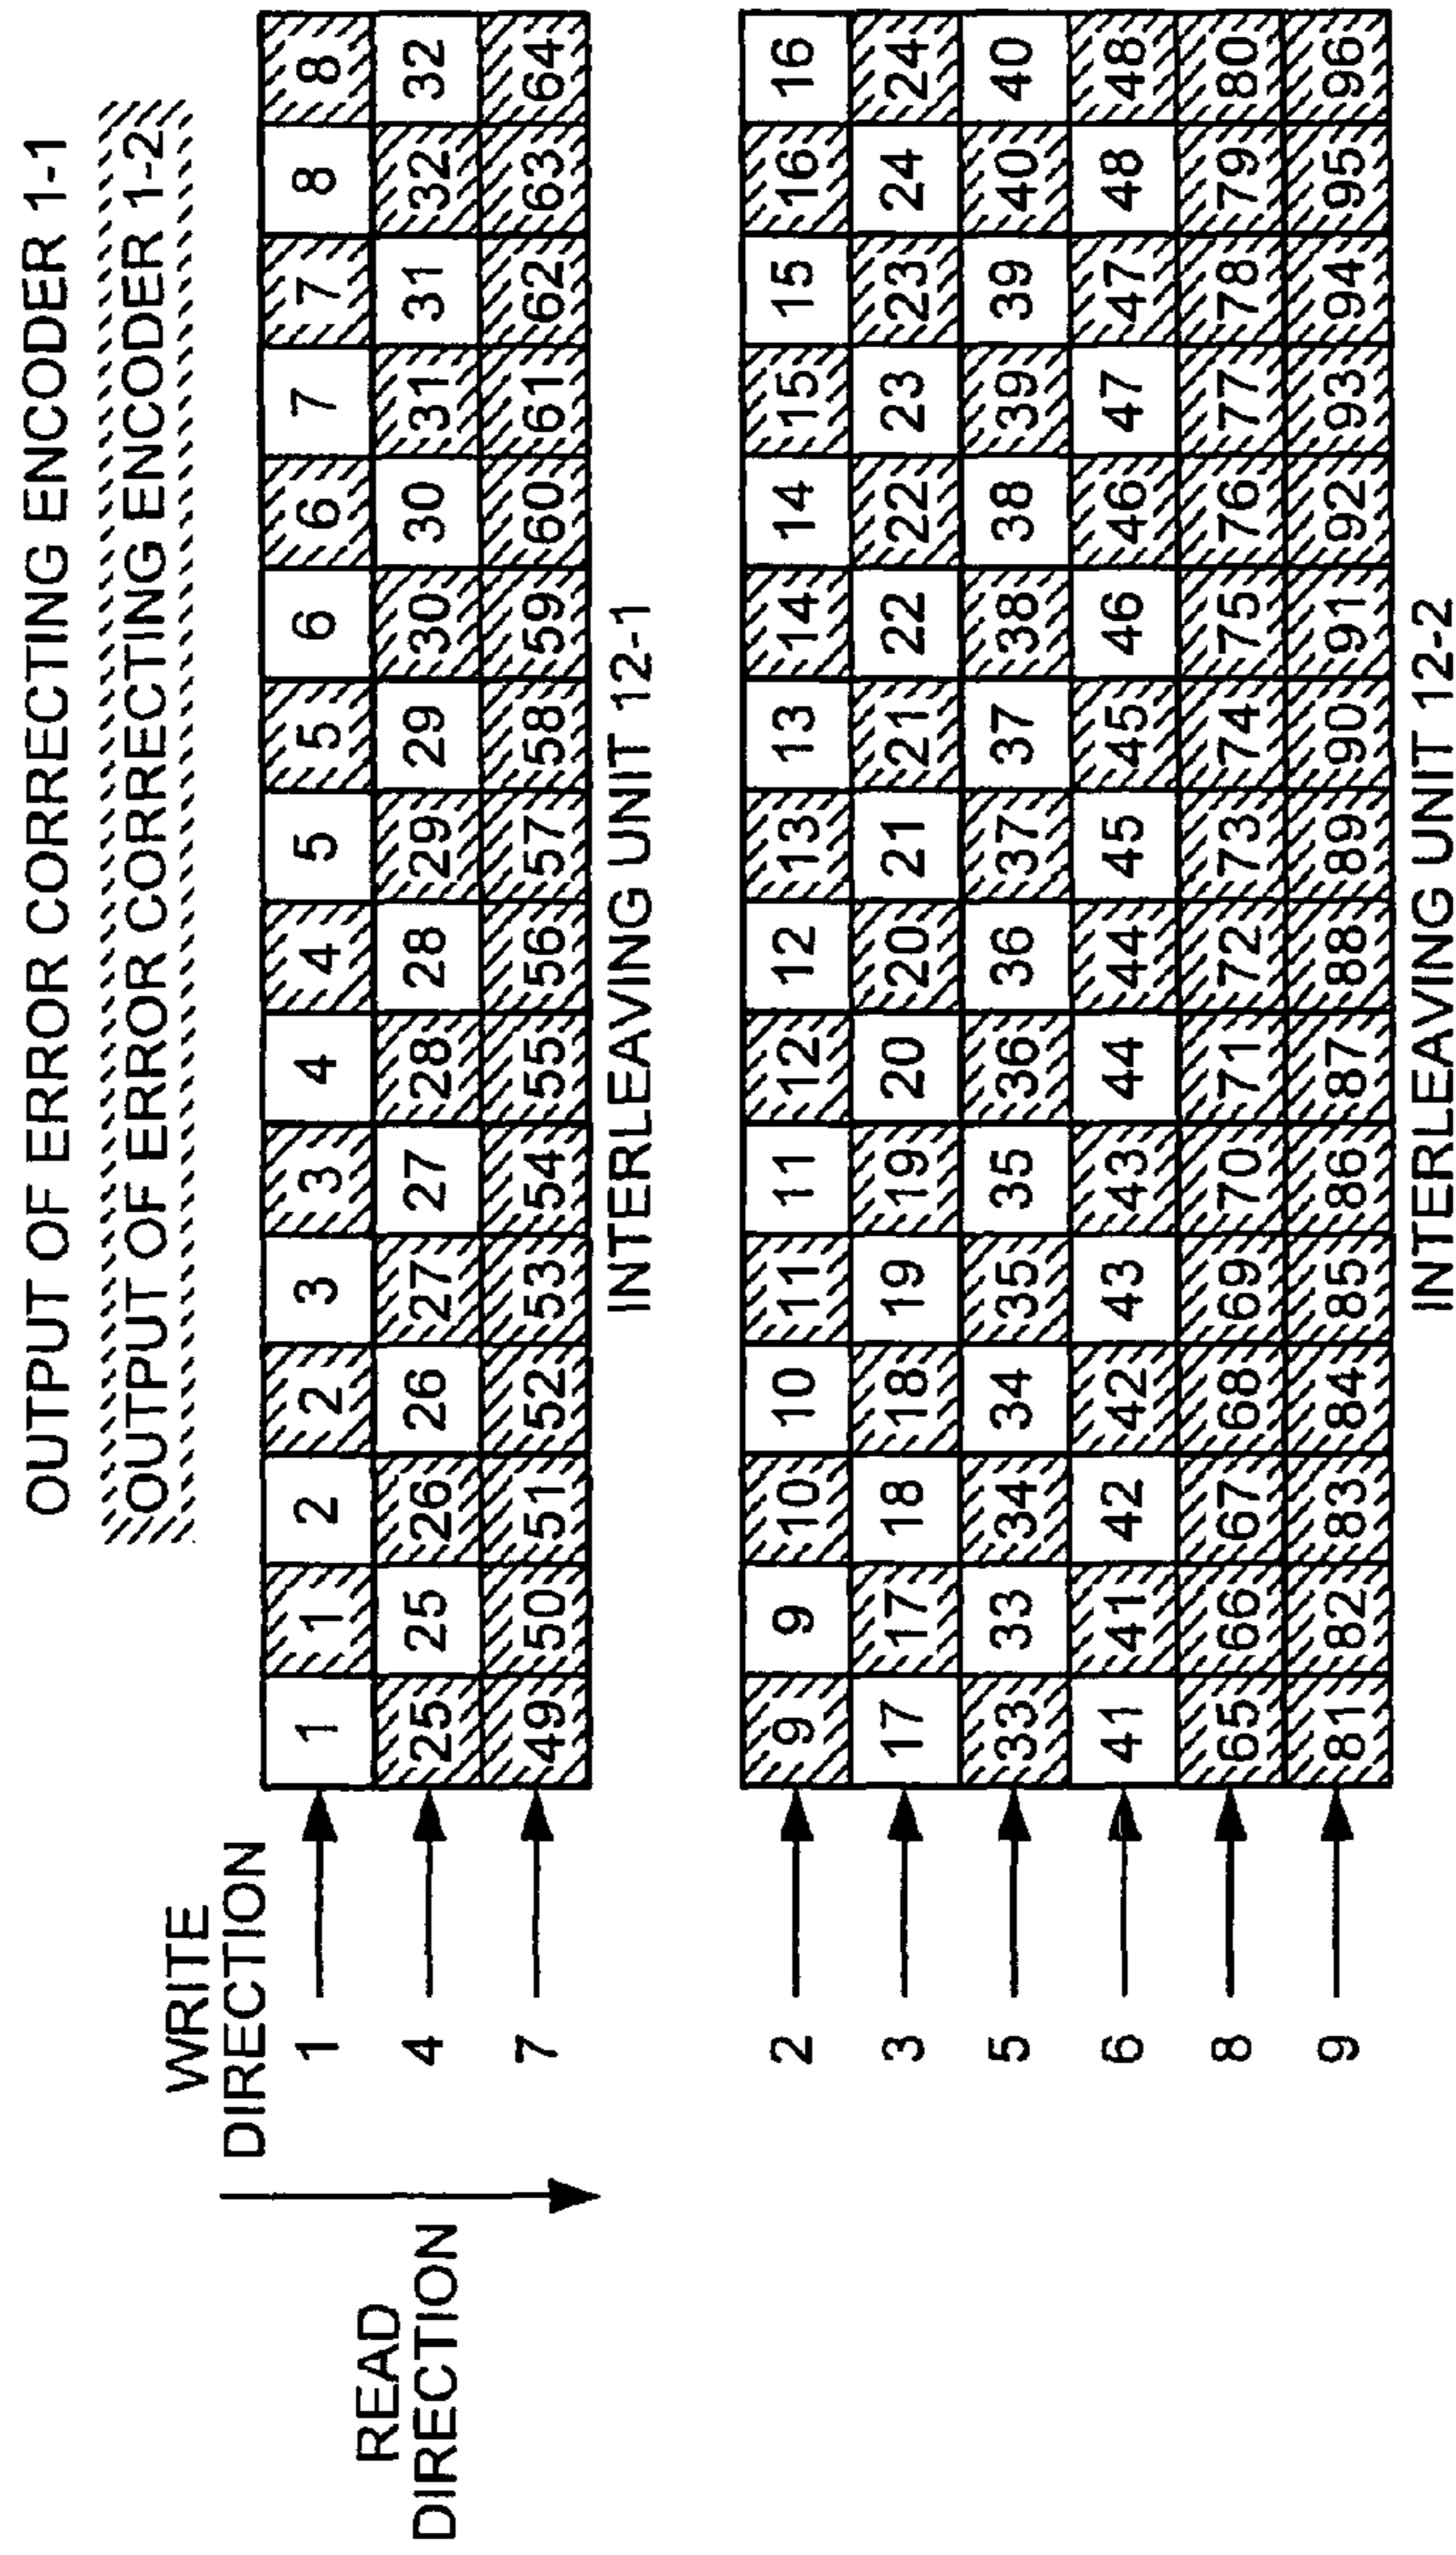 OUTPUT OF ERROR CORRECTING ENCODER 1-1
OUTPUT OF ERROR CORRECTING ENCODER 1-2
WRITE
DIRECTION
READ
DIRECTION
1 1 1 2 2 3 3 4 4 5 5 6 6 7 7 8 8
4 25 25 26 26 27 27 28 28 29 29 30 30 31 31 32 32
7 49 50 51 52 53 54 55 56 57 58 59 60 61 62 63 64
INTERLEAVING UNIT 12-1
2 9 9 10 10 11 11 12 12 13 13 14 14 15 15 16 16
3 17 17 18 18 19 19 20 20 21 21 22 22 23 23 24 24
5 33 33 34 34 35 35 36 36 37 37 38 38 39 39 40 40
6 41 41 42 42 43 43 44 44 45 45 46 46 47 47 48 48
8 65 66 67 68 69 70 71 72 73 74 75 76 77 78 79 80
9 81 82 83 84 85 86 87 88 89 90 91 92 93 94 95 96
INTERLEAVING UNIT 12-2